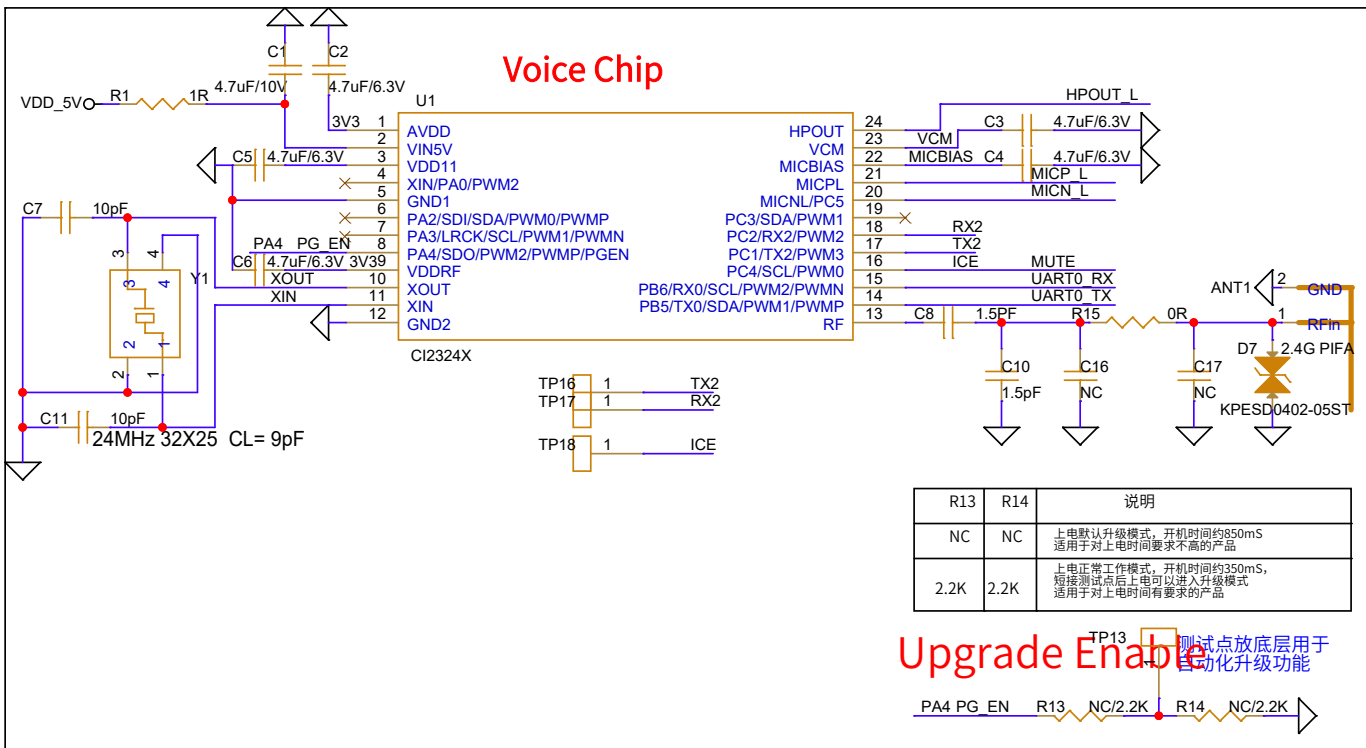 Voice Chip
C1
C2
4.7uF/10V
4.7uF/6.3V
VDD_5V
R1
1R
U1
3V3
1
AVDD
2
VIN5V
C5
4.7uF/6.3V
3
VDD11
4
XIN/PA0/PWM2
5
GND1
6
PA2/SDI/SDA/PWM0/PWMP
7
PA3/LRCK/SCL/PWM1/PWMN
PA4 PG_EN
8
PA4/SDO/PWM2/PWMP/PGEN
C6
4.7uF/6.3V
3V3
9
VDDRF
XOUT
10
XOUT
XIN
11
XIN
12
GND2
CI2324X
HPOUT
24
HPOUT_L
VCM
23
VCM
C3
4.7uF/6.3V
MICBIAS
22
MICBIAS
C4
4.7uF/6.3V
MICPL
21
MICP_L
MICNL/PC5
20
MICN_L
PC3/SDA/PWM1
19
PC2/RX2/PWM2
18
RX2
PC1/TX2/PWM3
17
TX2
PC4/SCL/PWM0
16
ICE
MUTE
PB6/RX0/SCL/PWM2/PWMN
15
UART0_RX
PB5/TX0/SDA/PWM1/PWMP
14
UART0_TX
RF
13
C8
1.5PF
R15
0R
C7
10pF
3
4
3
4
Y1
2
1
2
1
C11
10pF
24MHz 32X25 CL= 9pF
ANT1
2
GND
1
RFin
D7
2.4G PIFA
KPESD0402-05ST
C10
1.5pF
C16
NC
C17
NC
TP16
1
TX2
TP17
1
RX2
TP18
1
ICE
R13
R14
说明
NC
NC
上电默认升级模式，开机时间约850mS
适用于对上电时间要求不高的产品
2.2K
2.2K
上电正常工作模式，开机时间约350mS，
短接测试点后上电可以进入升级模式
适用于对上电时间有要求的产品
Upgrade Enable
TP13
1
测试点放底层用于
自动化升级功能
PA4 PG_EN
R13
NC/2.2K
R14
NC/2.2K